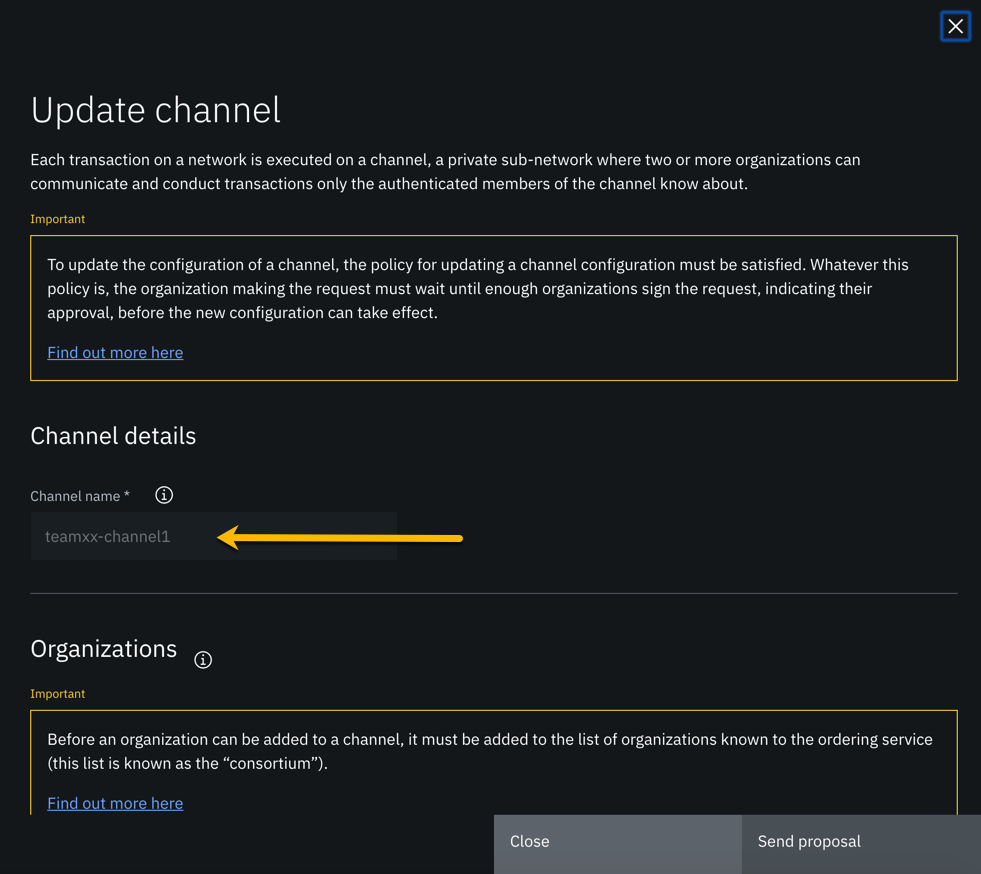 Update channel
Each transaction on a network is executed on a channel, a private sub-network where two or more organizations can
communicate and conduct transactions only the authenticated members of the channel know about.
Important
To update the configuration of a channel, the policy for updating a channel configuration must be satisfied. Whatever this
policy is, the organization making the request must wait until enough organizations sign the request, indicating their
approval, before the new configuration can take effect.
Find out more here
Channel details
Channel name *
teamxx-channel1
Organizations
Important
Before an organization can be added to a channel, it must be added to the list of organizations known to the ordering service
(this list is known as the “consortium”).
Find out more here
Close
Send proposal